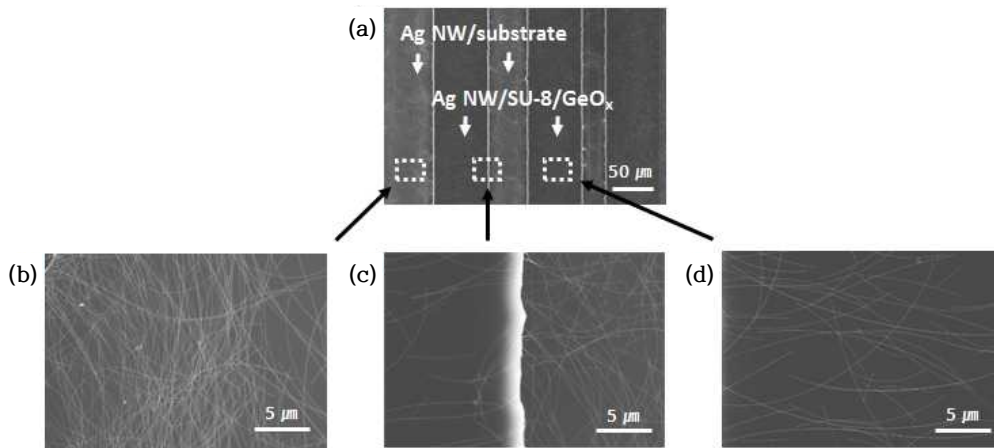 (a)
Ag NW/substrate
Ag NW/SU-8/GeOₓ
50 ㎛
(b)
(c)
(d)
5 ㎛
5 ㎛
5 ㎛